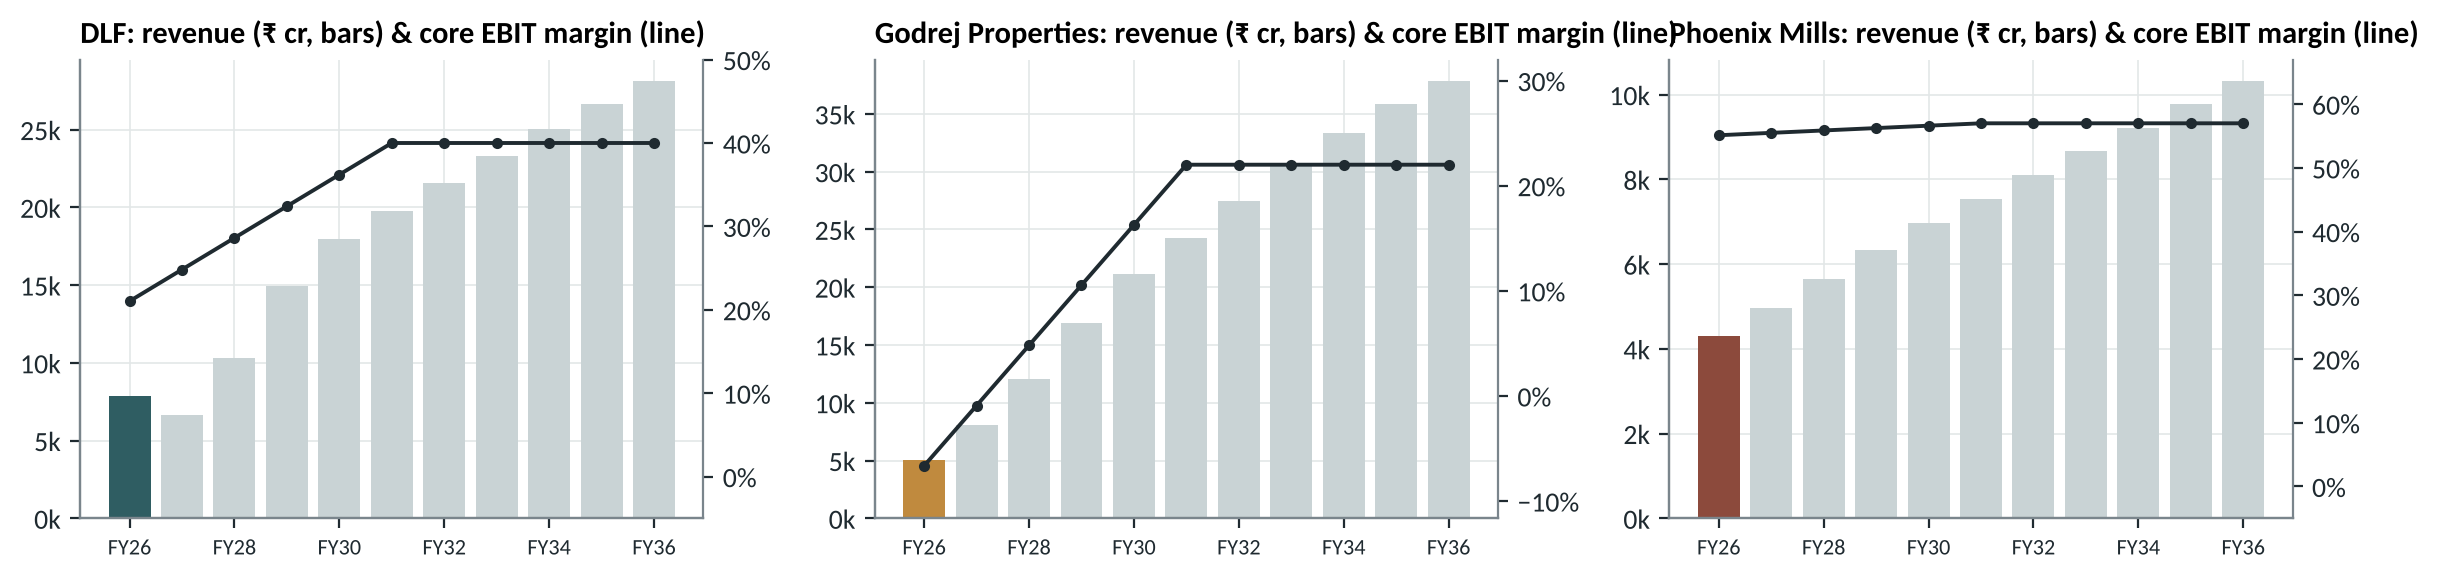 DLF: revenue (₹ cr, bars) & core EBIT margin (line)
50%
40%
30%
20%
10%
0%
25k
20k
15k
10k
5k
0k
FY26 FY28 FY30 FY32 FY34 FY36
Godrej Properties: revenue (₹ cr, bars) & core EBIT margin (line)
35k
30k
25k
20k
15k
10k
5k
0k
30%
20%
10%
0%
−10%
FY26 FY28 FY30 FY32 FY34 FY36
Phoenix Mills: revenue (₹ cr, bars) & core EBIT margin (line)
10k
8k
6k
4k
2k
0k
60%
50%
40%
30%
20%
10%
0%
FY26 FY28 FY30 FY32 FY34 FY36